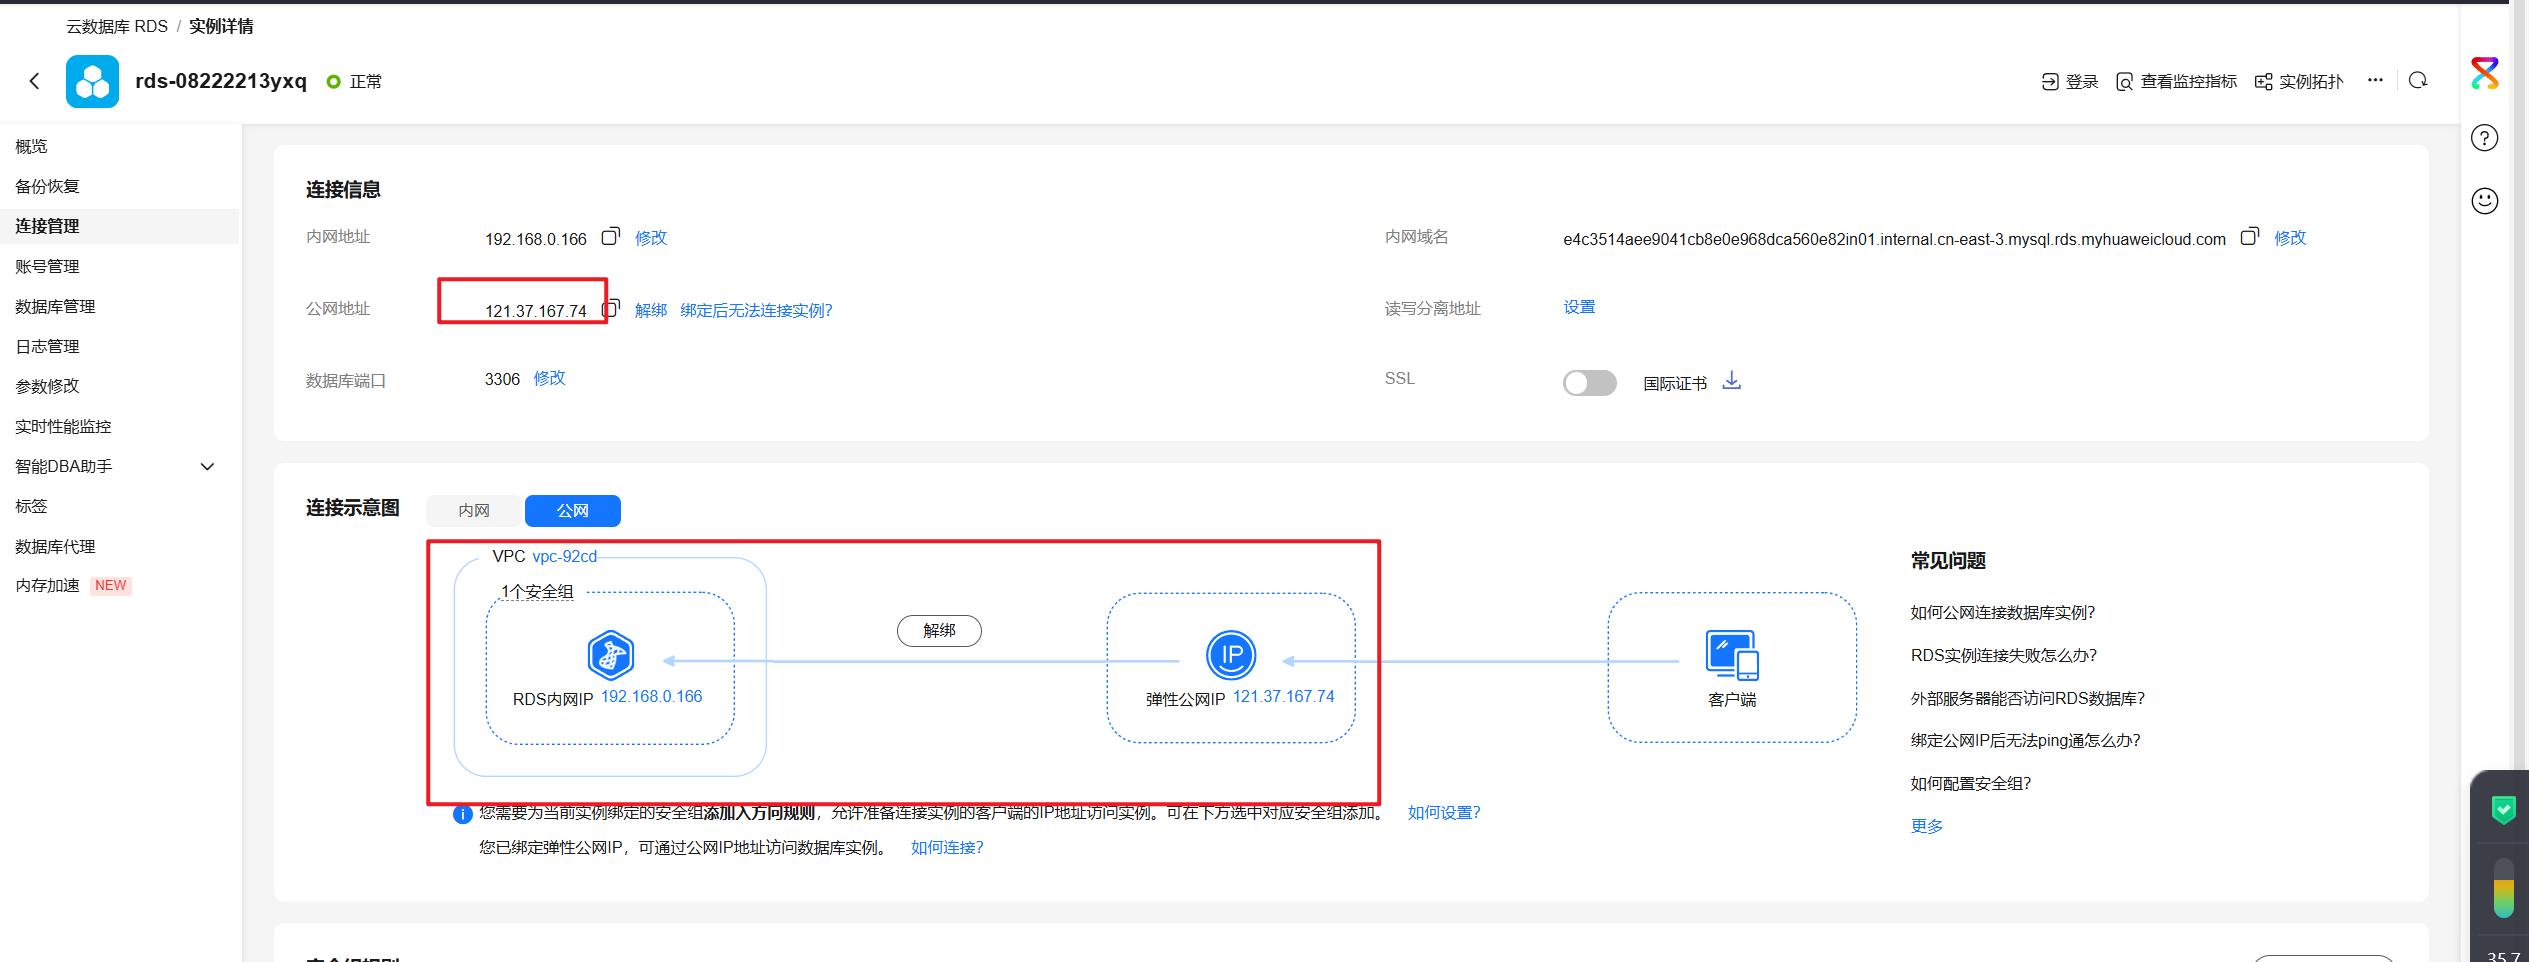 云数据库 RDS / 实例详情
rds-08222213yxq 正常
登录 查看监控指标 实例拓扑 ···
概览
备份恢复
连接管理
账号管理
数据库管理
日志管理
参数修改
实时性能监控
智能DBA助手
标签
数据库代理
内存加速 NEW
连接信息
内网地址 192.168.0.166 修改
内网域名 e4c3514aee9041cb8e0e968dca560e82in01.internal.cn-east-3.mysql.rds.myhuaweicloud.com 修改
公网地址 121.37.167.74 解绑 绑定后无法连接实例?
读写分离地址 设置
数据库端口 3306 修改
SSL 国际证书
连接示意图 内网 公网
VPC vpc-92cd
1个安全组
解绑
IP
RDS内网IP 192.168.0.166
弹性公网IP 121.37.167.74
客户端
您需要为当前实例绑定的安全组添加入方向规则，允许准备连接实例的客户端的IP地址访问实例。可在下方选中对应安全组添加。 如何设置?
您已绑定弹性公网IP，可通过公网IP地址访问数据库实例。 如何连接?
常见问题
如何公网连接数据库实例?
RDS实例连接失败怎么办?
外部服务器能否访问RDS数据库?
绑定公网IP后无法ping通怎么办?
如何配置安全组?
更多